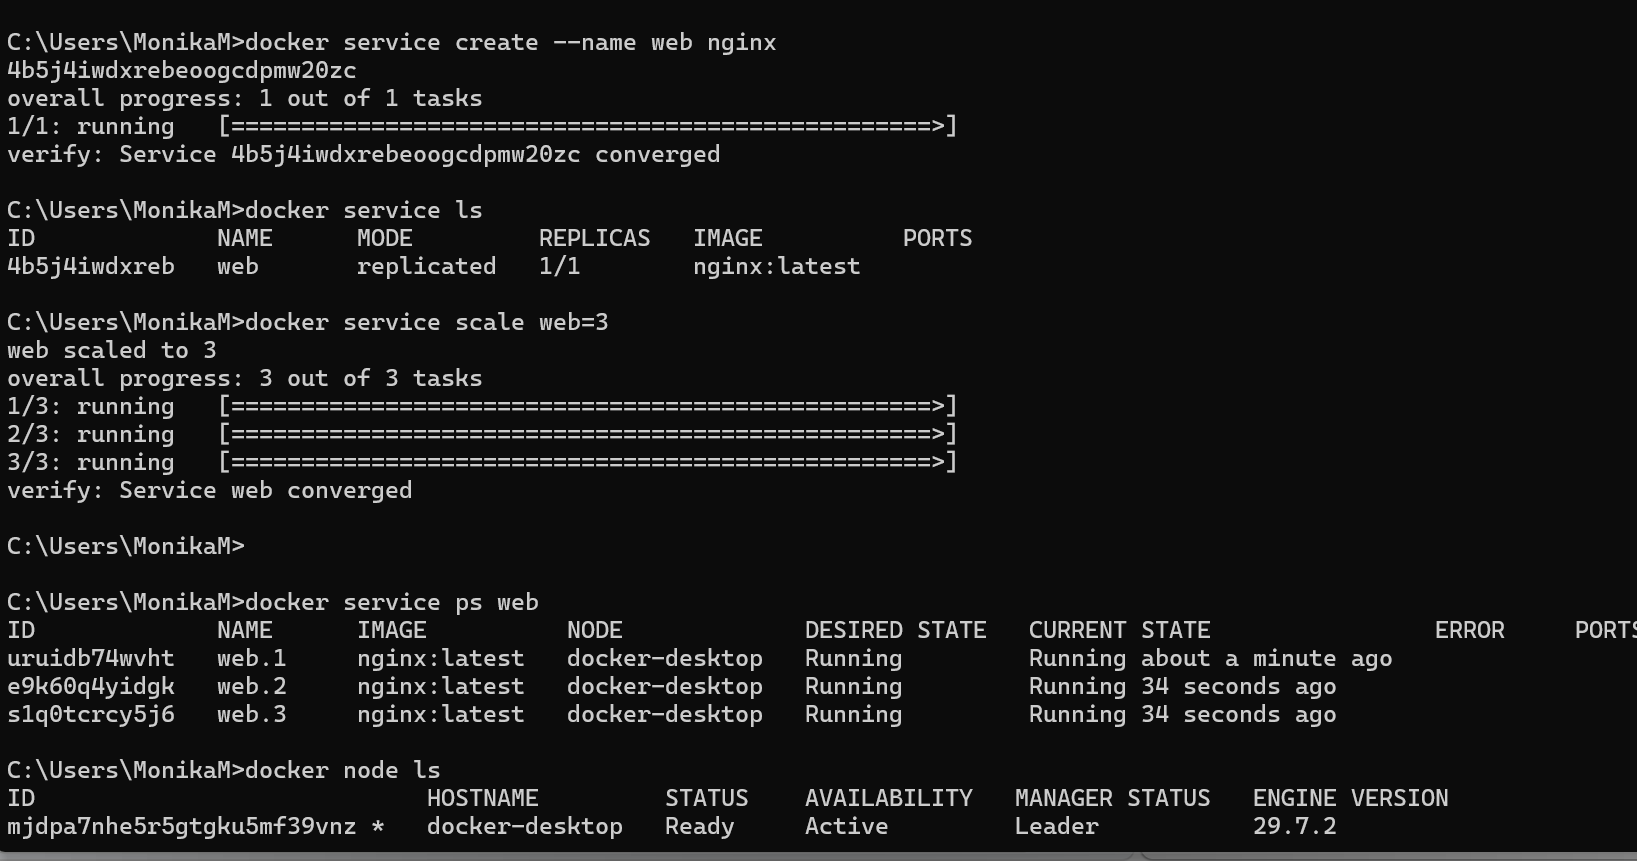 C:\Users\MonikaM>docker service create --name web nginx
4b5j4iwdxrebeoogcdpmw20zc
overall progress: 1 out of 1 tasks
1/1: running   [==================================================>]
verify: Service 4b5j4iwdxrebeoogcdpmw20zc converged
C:\Users\MonikaM>docker service ls
ID             NAME      MODE         REPLICAS   IMAGE          PORTS
4b5j4iwdxreb   web       replicated   1/1        nginx:latest
C:\Users\MonikaM>docker service scale web=3
web scaled to 3
overall progress: 3 out of 3 tasks
1/3: running   [==================================================>]
2/3: running   [==================================================>]
3/3: running   [==================================================>]
verify: Service web converged
C:\Users\MonikaM>
C:\Users\MonikaM>docker service ps web
ID             NAME      IMAGE          NODE             DESIRED STATE   CURRENT STATE                ERROR     PORTS
uruidb74wvht   web.1     nginx:latest   docker-desktop   Running         Running about a minute ago
e9k60q4yidgk   web.2     nginx:latest   docker-desktop   Running         Running 34 seconds ago
s1q0tcrcy5j6   web.3     nginx:latest   docker-desktop   Running         Running 34 seconds ago
C:\Users\MonikaM>docker node ls
ID                            HOSTNAME         STATUS    AVAILABILITY   MANAGER STATUS   ENGINE VERSION
mjdpa7nhe5r5gtgku5mf39vnz *   docker-desktop   Ready     Active         Leader           29.7.2